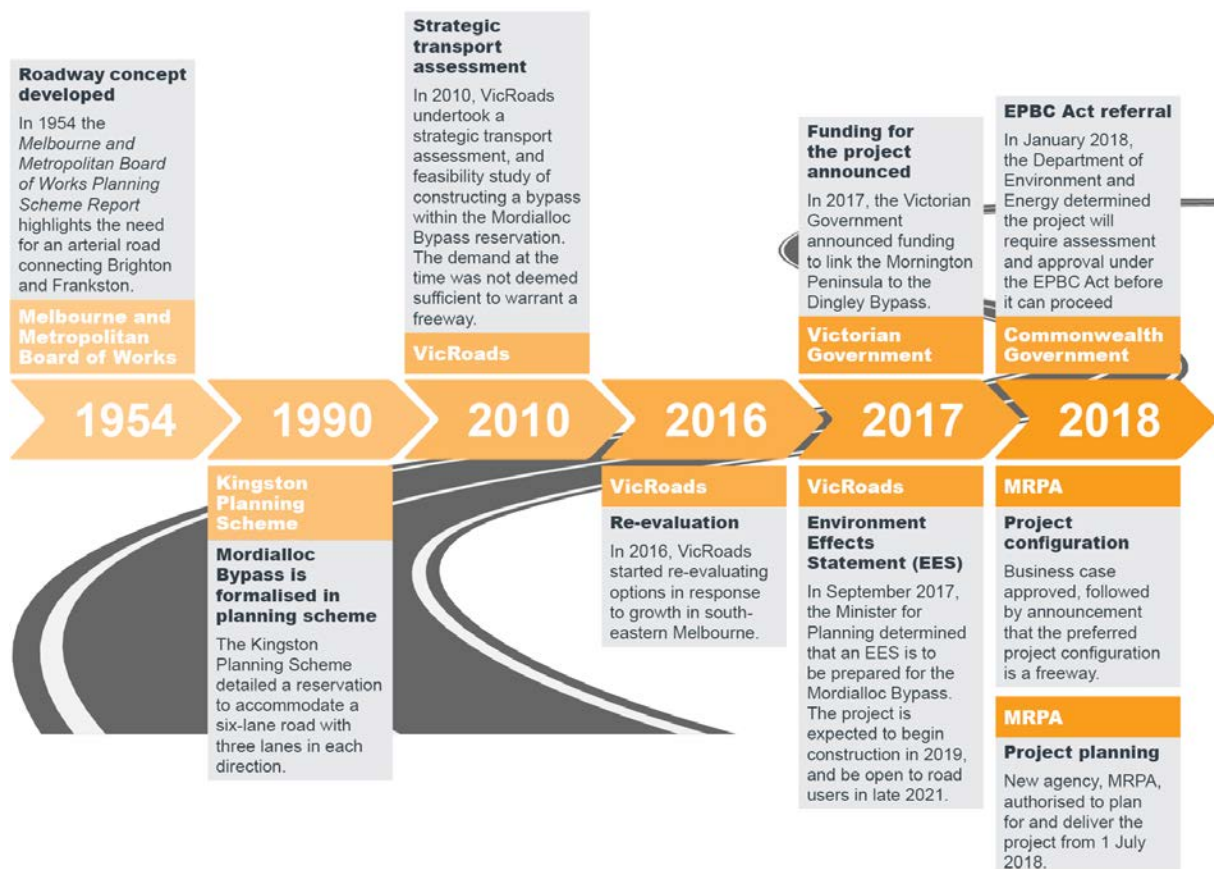 Roadway concept
developed
In 1954 the
Melbourne and
Metropolitan Board
of Works Planning
Scheme Report
highlights the need
for an arterial road
connecting Brighton
and Frankston.
Melbourne and
Metropolitan
Board of Works
1954
1990
Kingston
Planning
Scheme
Mordialloc
Bypass is
formalised in
planning scheme
The Kingston
Planning Scheme
detailed a reservation
to accommodate a
six-lane road with
three lanes in each
direction.
Strategic
transport
assessment
In 2010, VicRoads
undertook a
strategic transport
assessment, and
feasibility study of
constructing a bypass
within the Mordialloc
Bypass reservation.
The demand at the
time was not deemed
sufficient to warrant a
freeway.
VicRoads
2010
2016
VicRoads
Re-evaluation
In 2016, VicRoads
started re-evaluating
options in response
to growth in south-
eastern Melbourne.
Funding for
the project
announced
In 2017, the Victorian
Government
announced funding
to link the Mornington
Peninsula to the
Dingley Bypass.
Victorian
Government
2017
VicRoads
Environment
Effects
Statement (EES)
In September 2017,
the Minister for
Planning determined
that an EES is to
be prepared for the
Mordialloc Bypass.
The project is
expected to begin
construction in 2019,
and be open to road
users in late 2021.
EPBC Act referral
In January 2018,
the Department of
Environment and
Energy determined
the project will
require assessment
and approval under
the EPBC Act before
it can proceed
Commonwealth
Government
2018
MRPA
Project
configuration
Business case
approved, followed
by announcement
that the preferred
project configuration
is a freeway.
MRPA
Project planning
New agency, MRPA,
authorised to plan
for and deliver the
project from 1 July
2018.